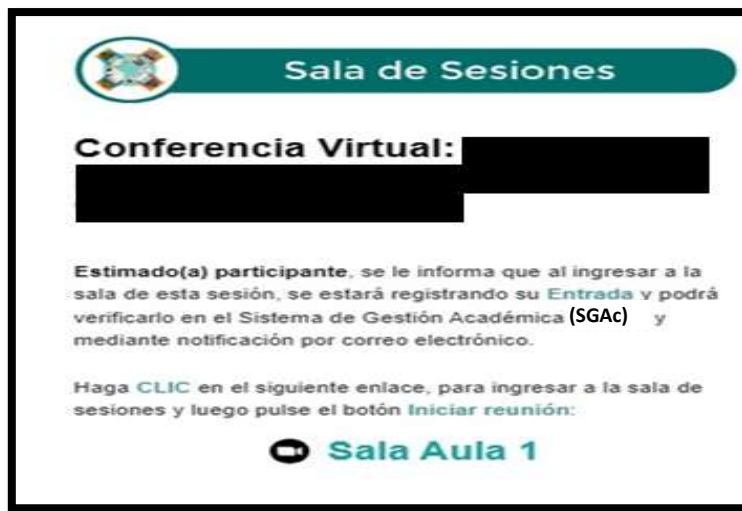 Sala de Sesiones
Conferencia Virtual:
Estimado(a) participante, se le informa que al ingresar a la
sala de esta sesión, se estará registrando su Entrada y podrá
verificarlo en el Sistema de Gestión Académica (SGAc) y
mediante notificación por correo electrónico.
Haga CLIC en el siguiente enlace, para ingresar a la sala de
sesiones y luego pulse el botón Iniciar reunión:
Sala Aula 1